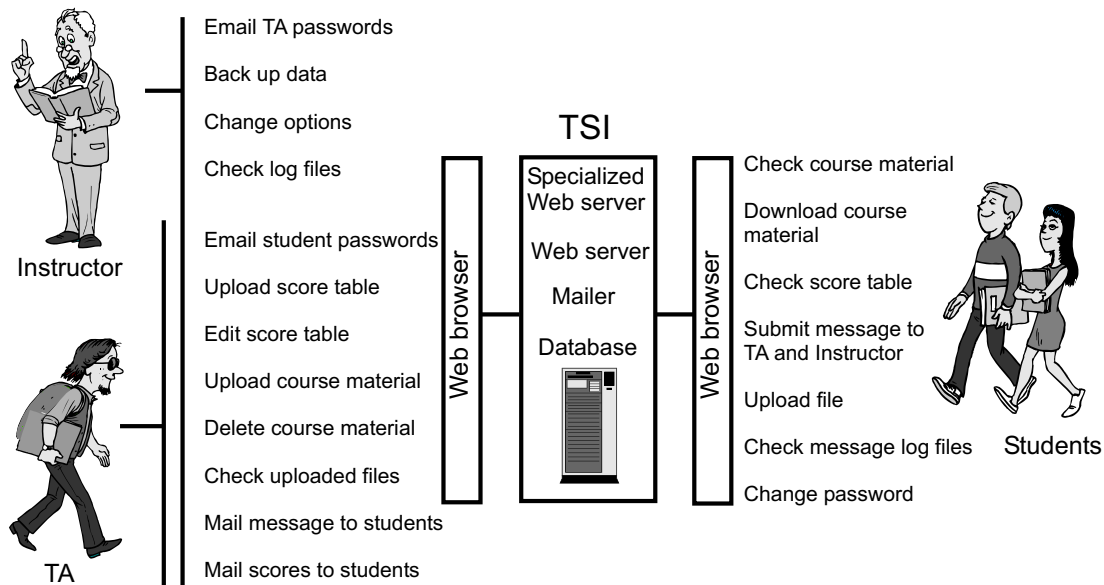 Email TA passwords
Back up data
Change options
Check log files
Instructor
Email student passwords
Upload score table
Edit score table
Upload course material
Delete course material
Check uploaded files
Mail message to students
Mail scores to students
TA
Web browser
TSI
Specialized
Web server
Web server
Mailer
Database
Web browser
Check course material
Download course
material
Check score table
Submit message to
TA and Instructor
Upload file
Check message log files
Change password
Students